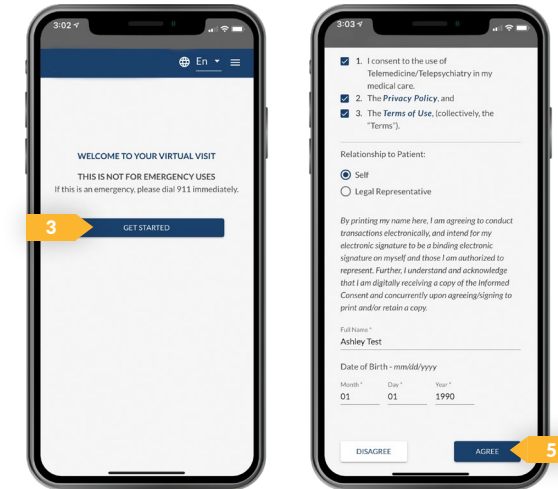 3:02
En
WELCOME TO YOUR VIRTUAL VISIT
THIS IS NOT FOR EMERGENCY USES
If this is an emergency, please dial 911 immediately.
3
GET STARTED
3:03
1. I consent to the use of
Telemedicine/Telepsychiatry in my
medical care.
2. The Privacy Policy, and
3. The Terms of Use, (collectively, the
"Terms").
Relationship to Patient:
Self
Legal Representative
By printing my name here, I am agreeing to conduct
transactions electronically, and intend for my
electronic signature to be a binding electronic
signature on myself and those I am authorized to
represent. Further, I understand and acknowledge
that I am digitally receiving a copy of the Informed
Consent and concurrently upon agreeing/signing to
print and/or retain a copy.
Full Name *
Ashley Test
Date of Birth - mm/dd/yyyy
Month * Day * Year *
01 01 1990
DISAGREE AGREE 5